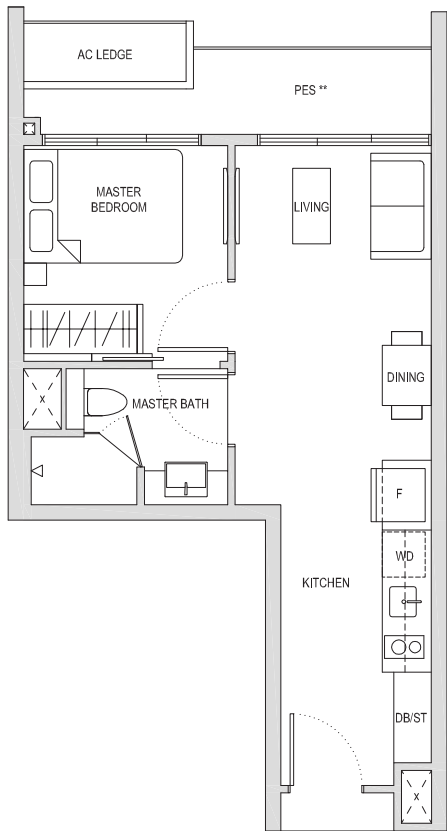 AC LEDGE
PES **
MASTER
BEDROOM
LIVING
DINING
X
MASTER BATH
F
WD
KITCHEN
DB/ST
X